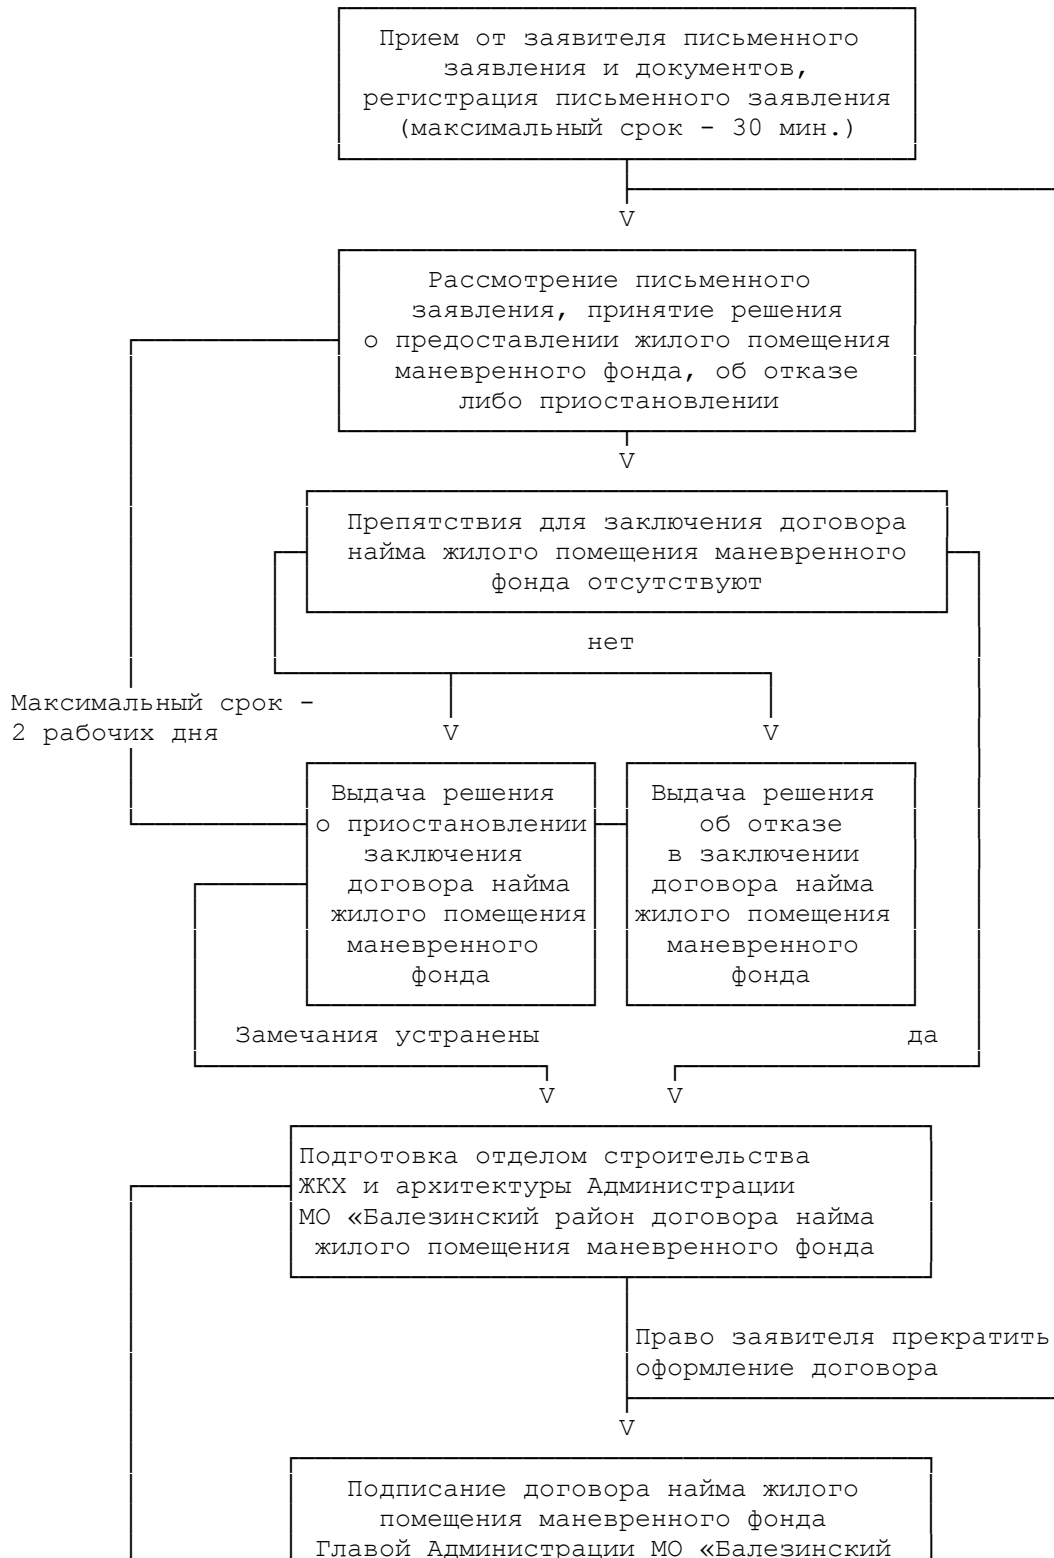 Прием от заявителя письменного
заявления и документов,
регистрация письменного заявления
(максимальный срок - 30 мин.)
V
Рассмотрение письменного
заявления, принятие решения
о предоставлении жилого помещения
маневренного фонда, об отказе
либо приостановлении
V
Препятствия для заключения договора
найма жилого помещения маневренного
фонда отсутствуют
нет
Максимальный срок -
2 рабочих дня
V V
Выдача решения
о приостановлении
заключения
договора найма
жилого помещения
маневренного
фонда
Выдача решения
об отказе
в заключении
договора найма
жилого помещения
маневренного
фонда
Замечания устранены
да
V V
Подготовка отделом строительства
ЖКХ и архитектуры Администрации
МО «Балезинский район договора найма
жилого помещения маневренного фонда
Право заявителя прекратить
оформление договора
V
Подписание договора найма жилого
помещения маневренного фонда
Главой Администрации МО «Балезинский